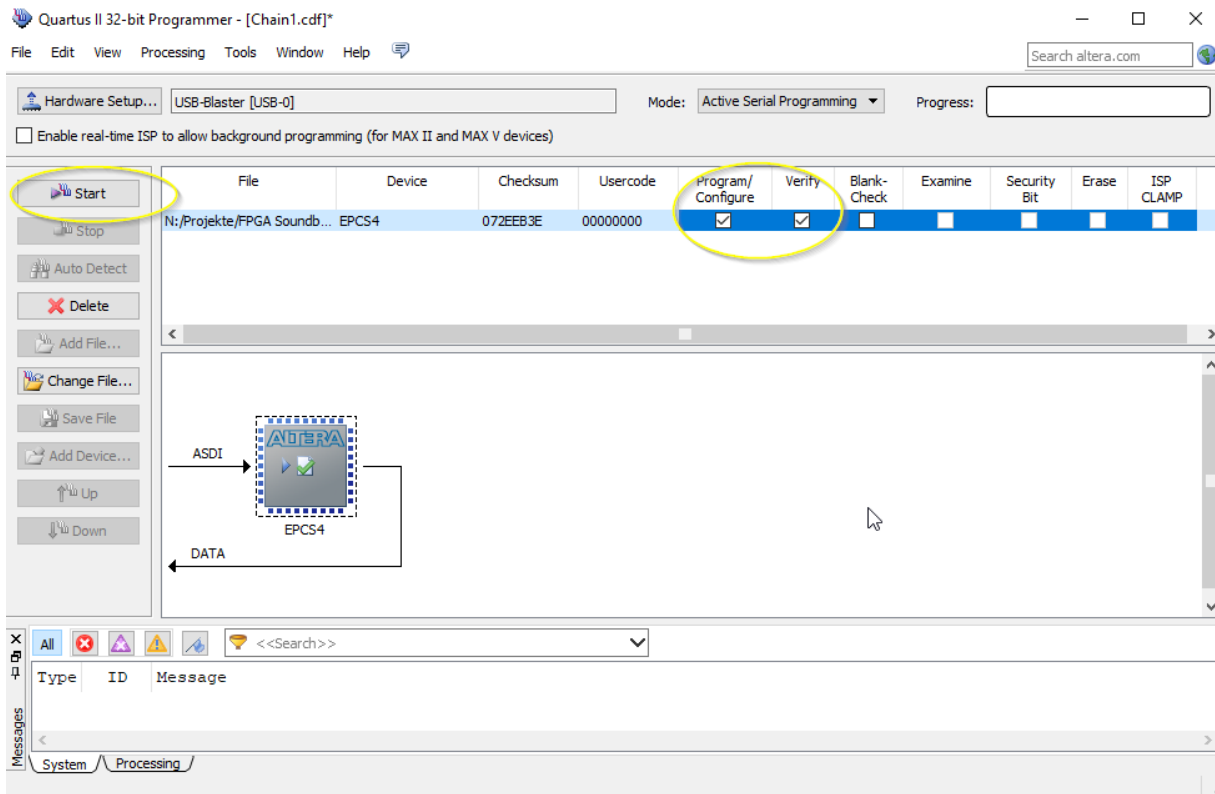 Quartus II 32-bit Programmer - [Chain1.cdf]*
File Edit View Processing Tools Window Help
Search altera.com
Hardware Setup... USB-Blaster [USB-0] Mode: Active Serial Programming Progress:
Enable real-time ISP to allow background programming (for MAX II and MAX V devices)
Start
Stop
Auto Detect
Delete
Add File...
Change File...
Save File
Add Device...
Up
Down
File Device Checksum Usercode Program/ Verify Blank- Examine Security Erase ISP
Configure Check Bit CLAMP
N:/Projekte/FPGA Soundb... EPCS4 072EEB3E 00000000
ASDI
ALTERA
EPCS4
DATA
All <<Search>>
Type ID Message
Messages
System Processing